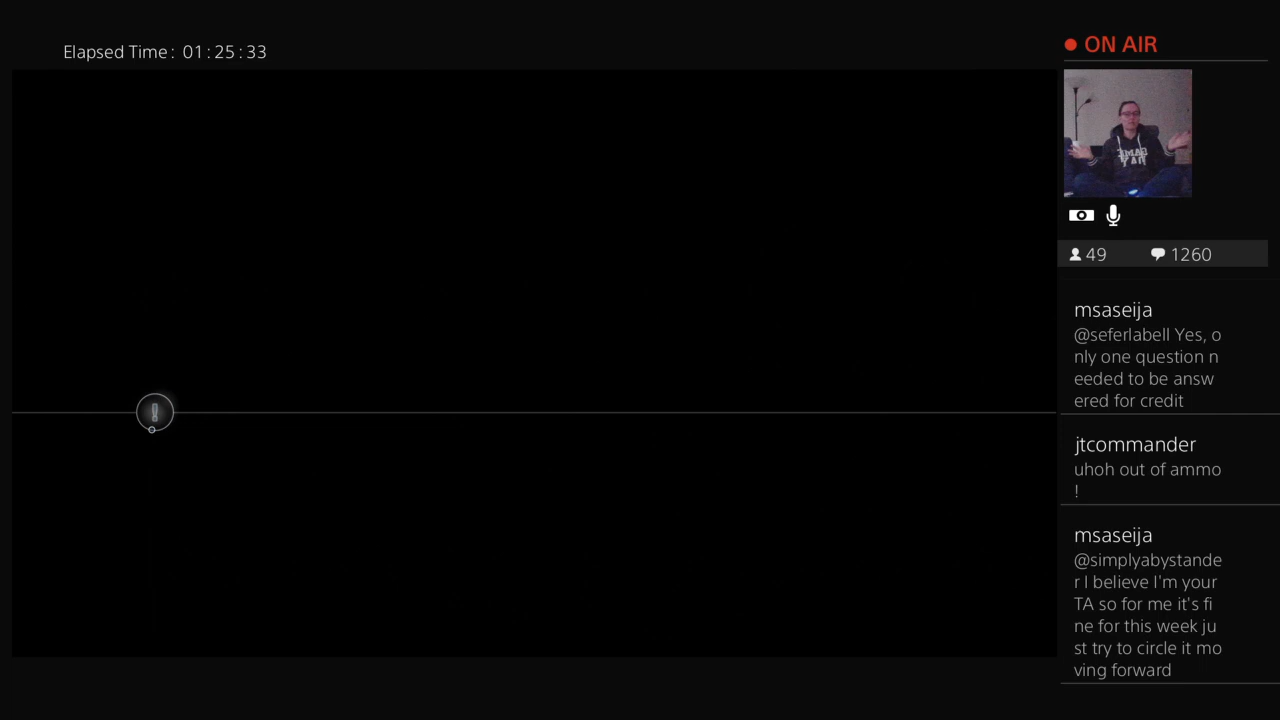 Elapsed Time: 01:25:33
ON AIR
49 1260
msaseija
@seferlabell Yes, o
nly one question n
eeded to be answ
ered for credit
jtcommander
uhoh out of ammo
!
msaseija
@simplyabystande
r I believe I'm your
TA so for me it's fi
ne for this week ju
st try to circle it mo
ving forward